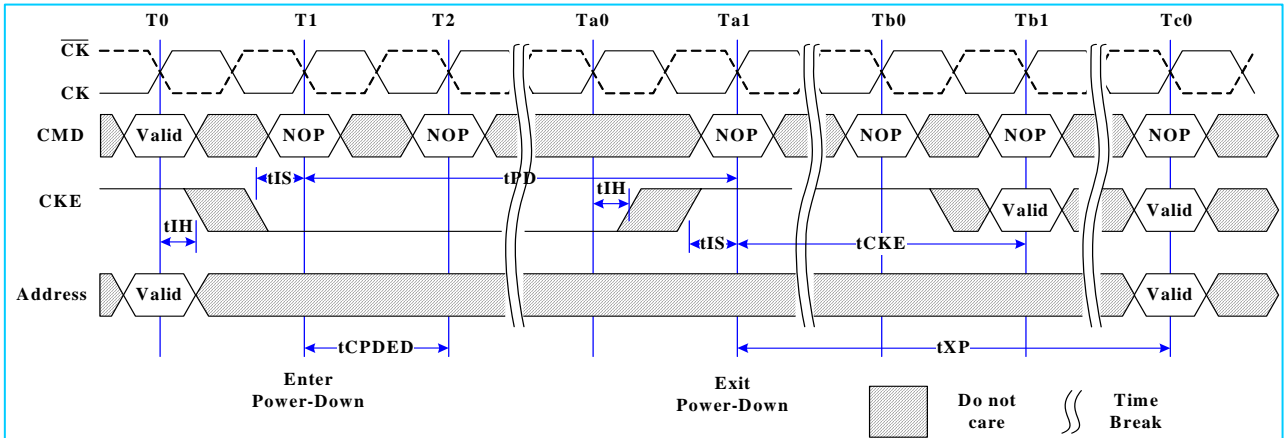 T0 T1 T2 Ta0 Ta1 Tb0 Tb1 Tc0
CK
CK
CMD Valid NOP NOP NOP NOP NOP NOP
tIS tPD tIH
CKE Valid Valid
tIH tIS tCKE
Address Valid Valid
tCPDED tXP
Enter
Power-Down
Exit
Power-Down
Do not
care
Time
Break